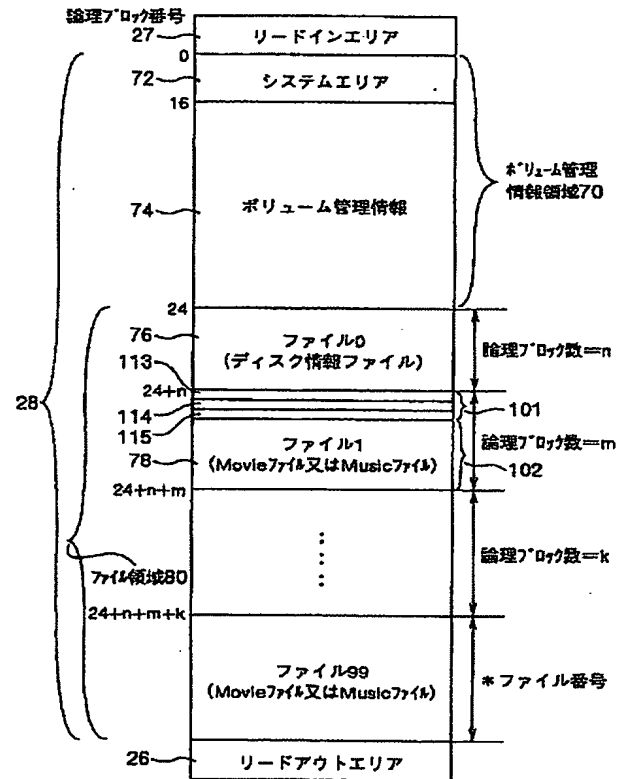 論理ブロック番号
27
リードインエリア
0
72
システムエリア
16
ボリューム管理
情報領域70
74
ボリューム管理情報
24
76
ファイル0
(ディスク情報ファイル)
論理ブロック数=n
113
24+n
114
101
115
28
ファイル1
論理ブロック数=m
78
(Movieファイル又はMusicファイル)
102
24+n+m
ファイル領域80
論理ブロック数=k
24+n+m+k
ファイル99
(Movieファイル又はMusicファイル)
*ファイル番号
26
リードアウトエリア